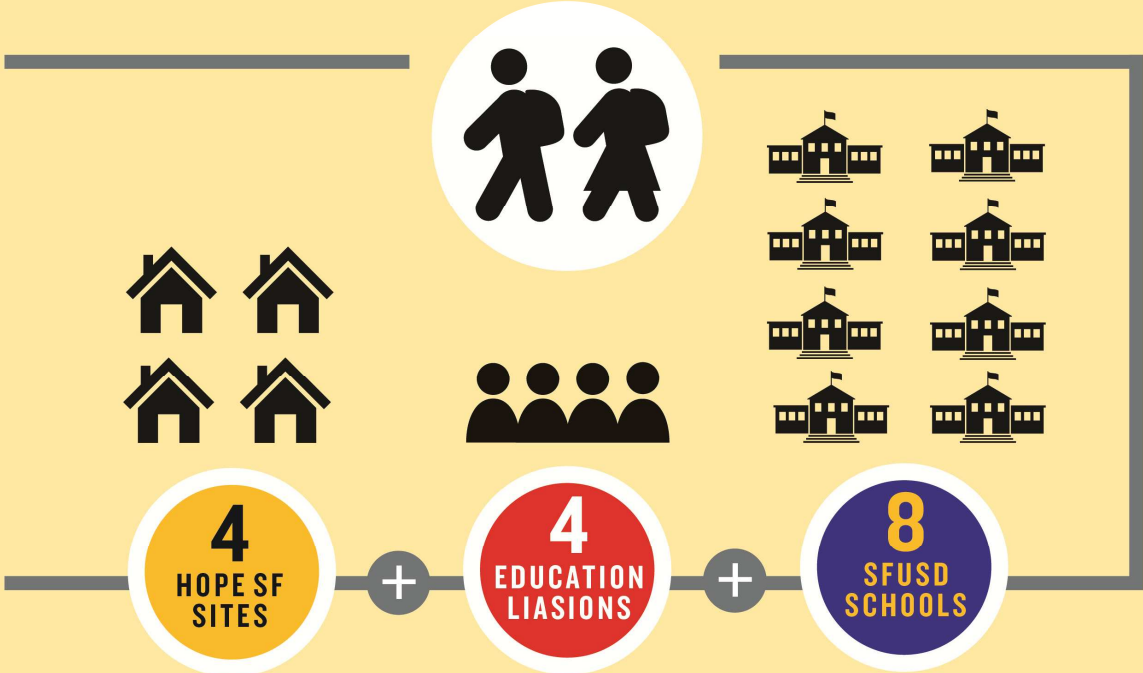 4
HOPE SF
SITES
+
4
EDUCATION
LIASIONS
+
8
SFUSD
SCHOOLS